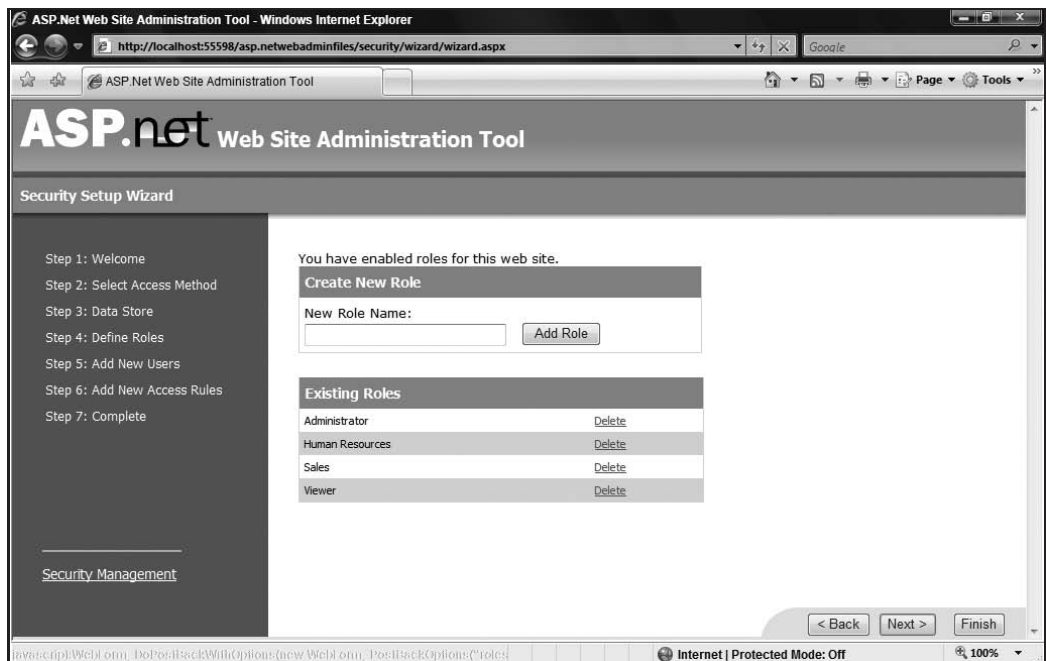 ASP.Net Web Site Administration Tool - Windows Internet Explorer
http://localhost:55598/asp.netwebadminfiles/security/wizard/wizard.aspx
Google
ASP.Net Web Site Administration Tool
Page
Tools
ASP.net Web Site Administration Tool
Security Setup Wizard
Step 1: Welcome
Step 2: Select Access Method
Step 3: Data Store
Step 4: Define Roles
Step 5: Add New Users
Step 6: Add New Access Rules
Step 7: Complete
Security Management
You have enabled roles for this web site.
Create New Role
New Role Name:
Add Role
Existing Roles
Administrator Delete
Human Resources Delete
Sales Delete
Viewer Delete
< Back Next > Finish
javascript:WebForm_DoPostBackWithOptions(new WebForm_PostBackOptions("roles
Internet | Protected Mode: Off
100%